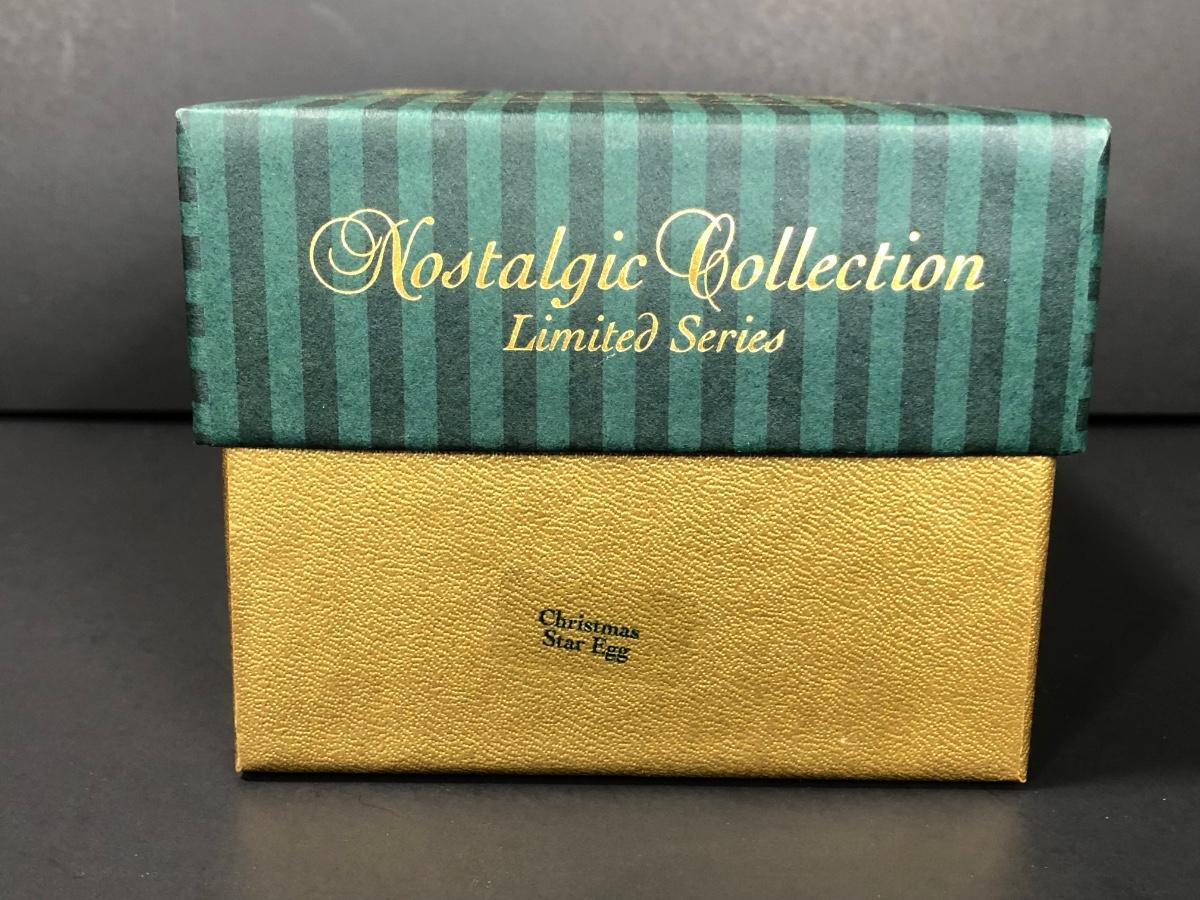 Nostalgic Collection
Limited Series
Christmas
Star Egg